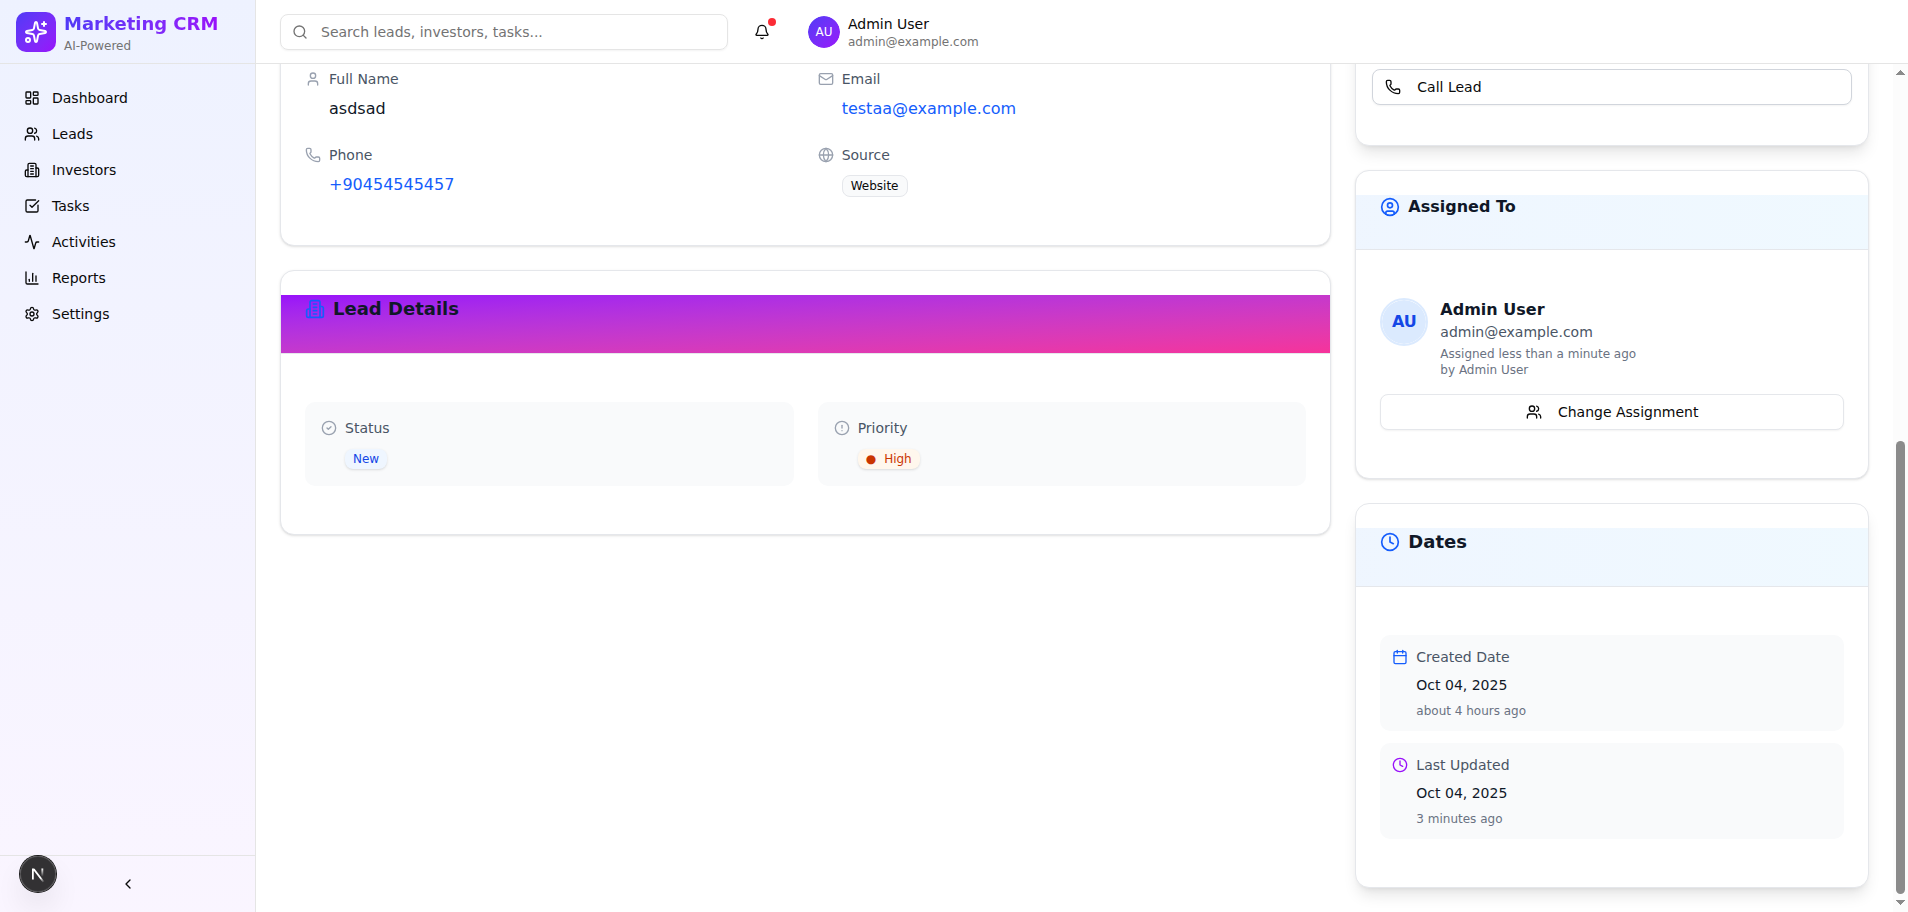 Marketing CRM
AI-Powered
Dashboard
Leads
Investors
Tasks
Activities
Reports
Settings
N
Search leads, investors, tasks...
AU
Admin User
admin@example.com
Full Name
asdsad
Email
testaa@example.com
Phone
+90454545457
Source
Website
Lead Details
Status
New
Priority
High
Call Lead
Assigned To
AU
Admin User
admin@example.com
Assigned less than a minute ago
by Admin User
Change Assignment
Dates
Created Date
Oct 04, 2025
about 4 hours ago
Last Updated
Oct 04, 2025
3 minutes ago